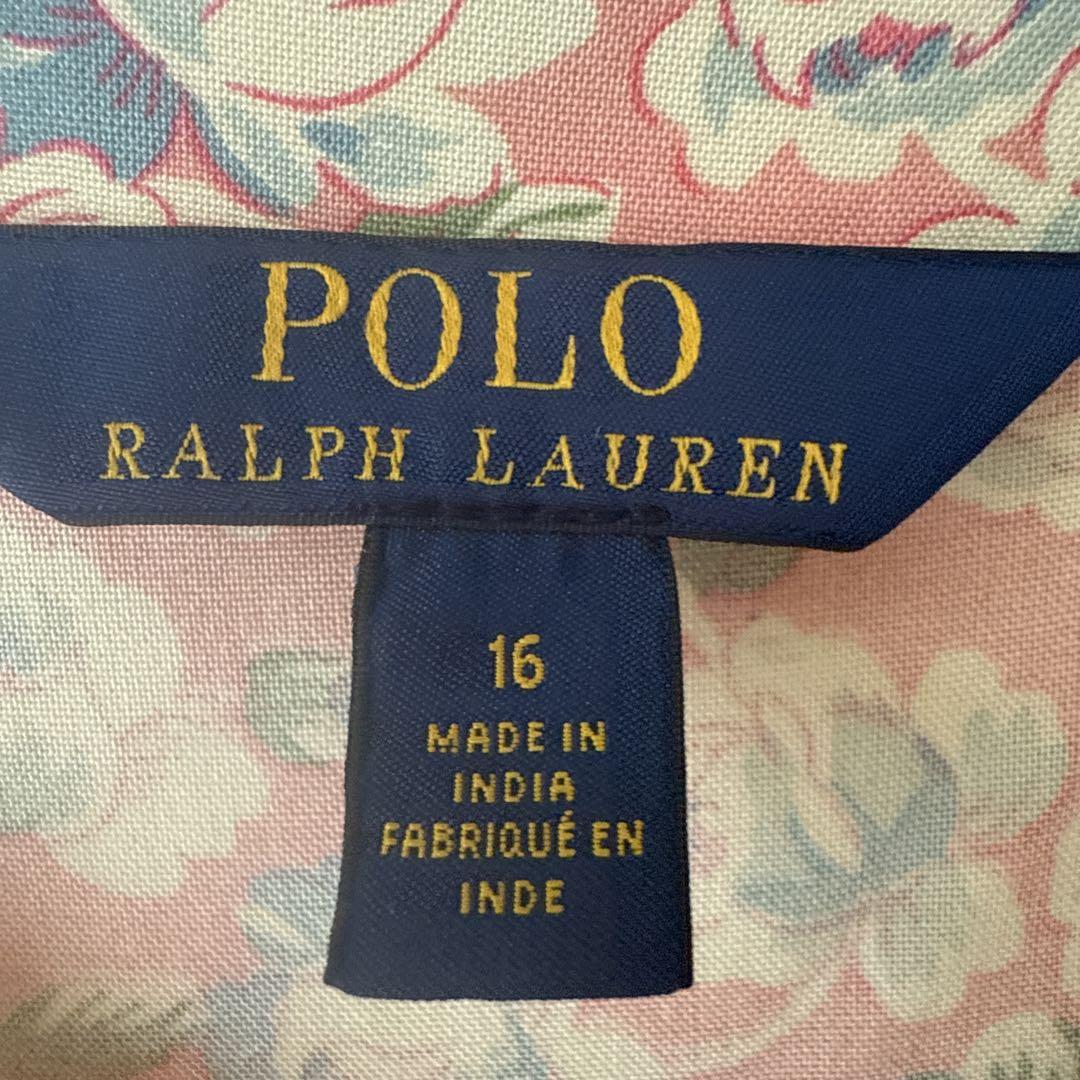 POLO
RALPH LAUREN
16
MADE IN
INDIA
FABRIQUÉ EN
INDE